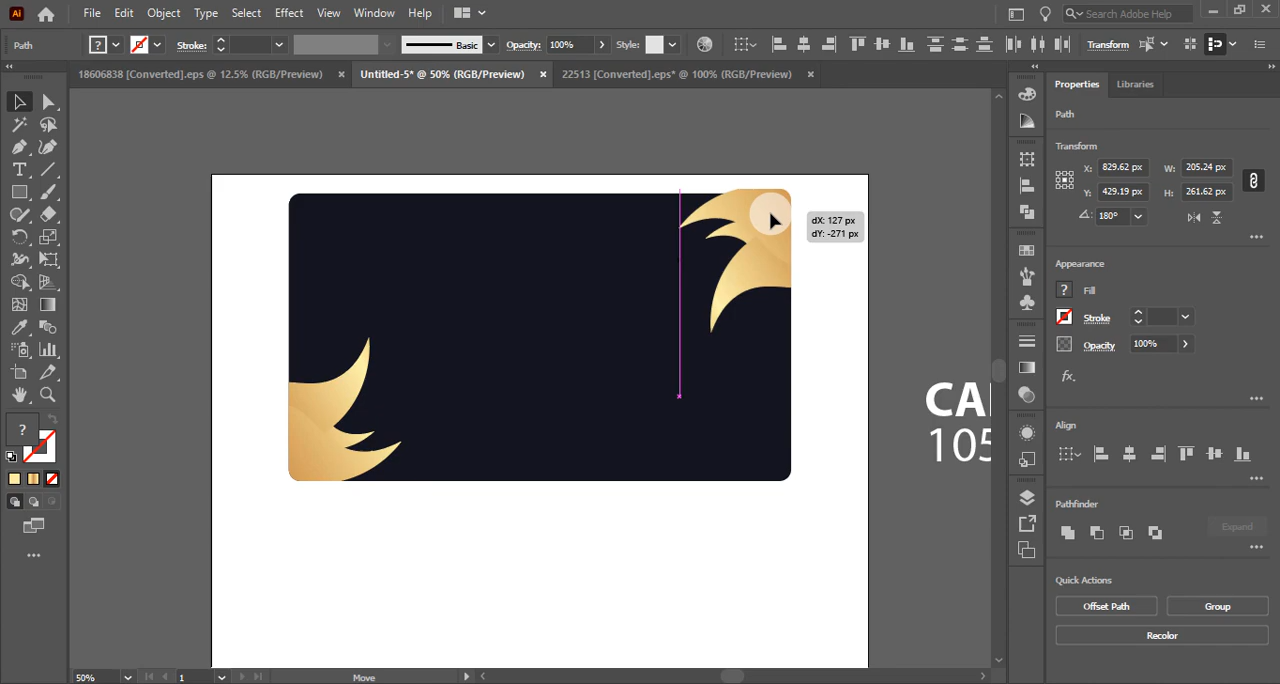 Ai File Edit Object Type Select Effect View Window Help Search Adobe Help
Path ? Stroke: Basic Opacity: 100% Style: Transform
18606838 [Converted].eps @ 12.5% (RGB/Preview) × Untitled-5* @ 50% (RGB/Preview) × 22513 [Converted].eps* @ 100% (RGB/Preview) ×
Properties Libraries
Path
Transform
X: 829.62 px W: 205.24 px
Y: 429.19 px H: 261.62 px
180°
Appearance
? Fill
Stroke
Opacity 100%
fx.
Align
Pathfinder
Expand
Quick Actions
Offset Path Group
Recolor
dX: 127 px
dY: -271 px
105
T
?
50% 1 Move